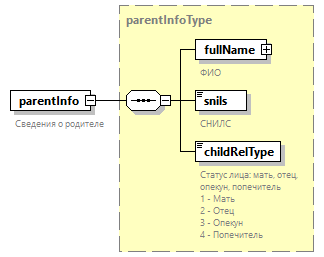 parentInfoType
fullName
ФИО
parentInfo
Сведения о родителе
snils
СНИЛС
childRelType
Статус лица: мать, отец,
опекун, попечитель
1 - Мать
2 - Отец
3 - Опекун
4 - Попечитель